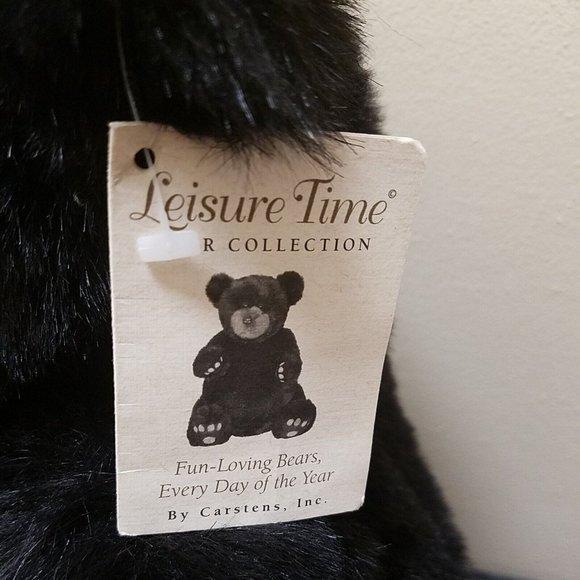 Leisure Time©
R COLLECTION
Fun-Loving Bears,
Every Day of the Year
By Carstens, Inc.